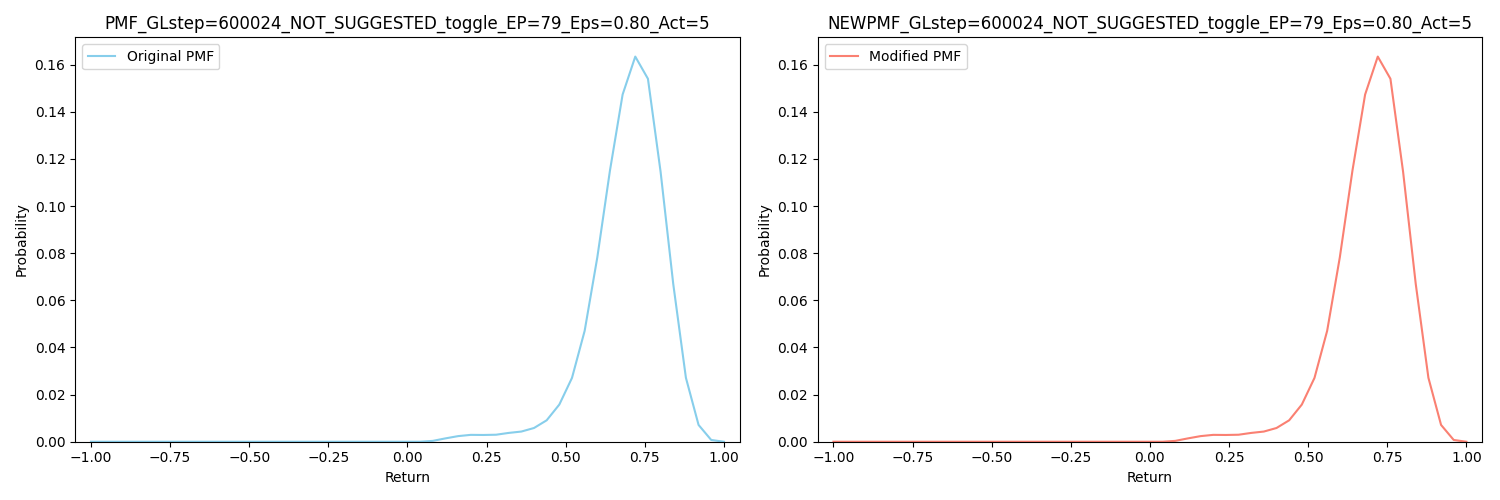 PMF_GLstep=600024_NOT_SUGGESTED_toggle_EP=79_Eps=0.80_Act=5
Original PMF
0.16
0.14
0.12
0.10
0.08
0.06
0.04
0.02
0.00
Probability
−1.00 −0.75 −0.50 −0.25 0.00 0.25 0.50 0.75 1.00
Return
NEWPMF_GLstep=600024_NOT_SUGGESTED_toggle_EP=79_Eps=0.80_Act=5
Modified PMF
0.16
0.14
0.12
0.10
0.08
0.06
0.04
0.02
0.00
Probability
−1.00 −0.75 −0.50 −0.25 0.00 0.25 0.50 0.75 1.00
Return